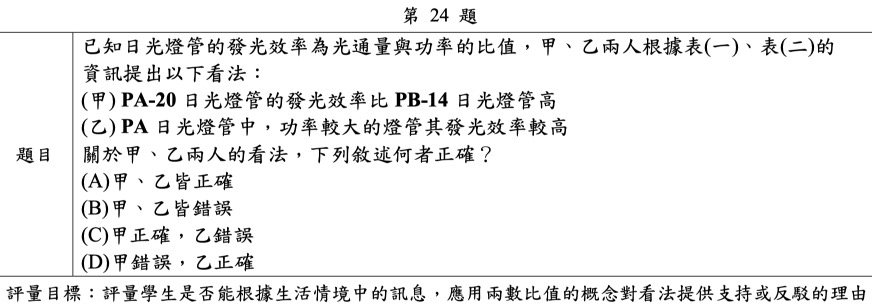 第 24 題
已知日光燈管的發光效率為光通量與功率的比值，甲、乙兩人根據表(一)、表(二)的
資訊提出以下看法：
(甲) PA-20 日光燈管的發光效率比 PB-14 日光燈管高
(乙) PA 日光燈管中，功率較大的燈管其發光效率較高
題目
關於甲、乙兩人的看法，下列敘述何者正確？
(A)甲、乙皆正確
(B)甲、乙皆錯誤
(C)甲正確，乙錯誤
(D)甲錯誤，乙正確
評量目標：評量學生是否能根據生活情境中的訊息，應用兩數比值的概念對看法提供支持或反駁的理由